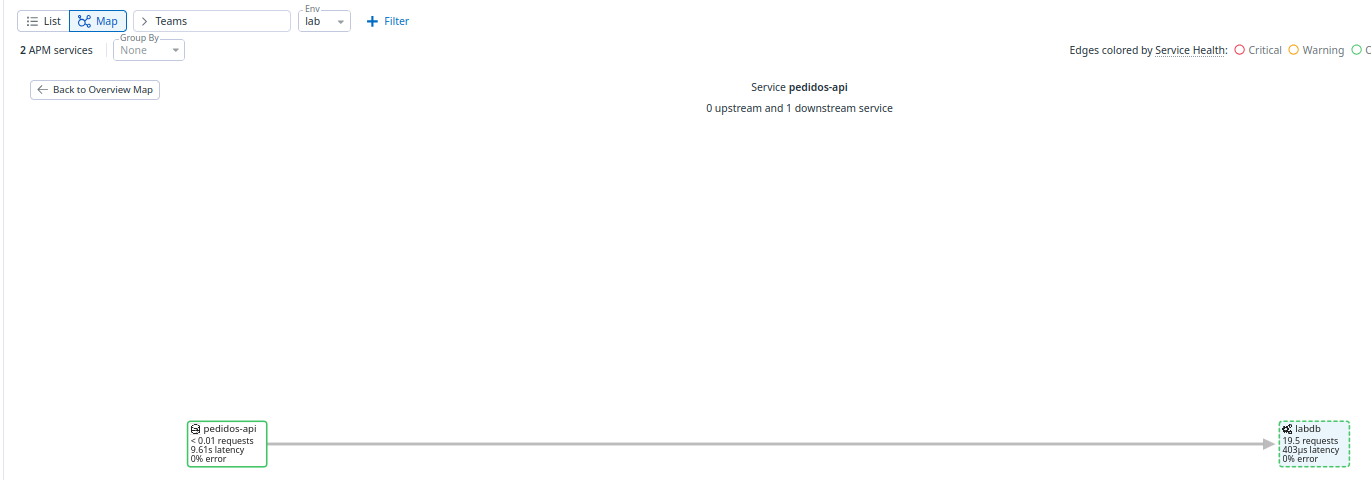 List Map Teams Env lab Filter
2 APM services Group By None Edges colored by Service Health: Critical Warning C
Back to Overview Map
Service pedidos-api
0 upstream and 1 downstream service
pedidos-api
< 0.01 requests
9.61s latency
0% error
labdb
19.5 requests
403µs latency
0% error